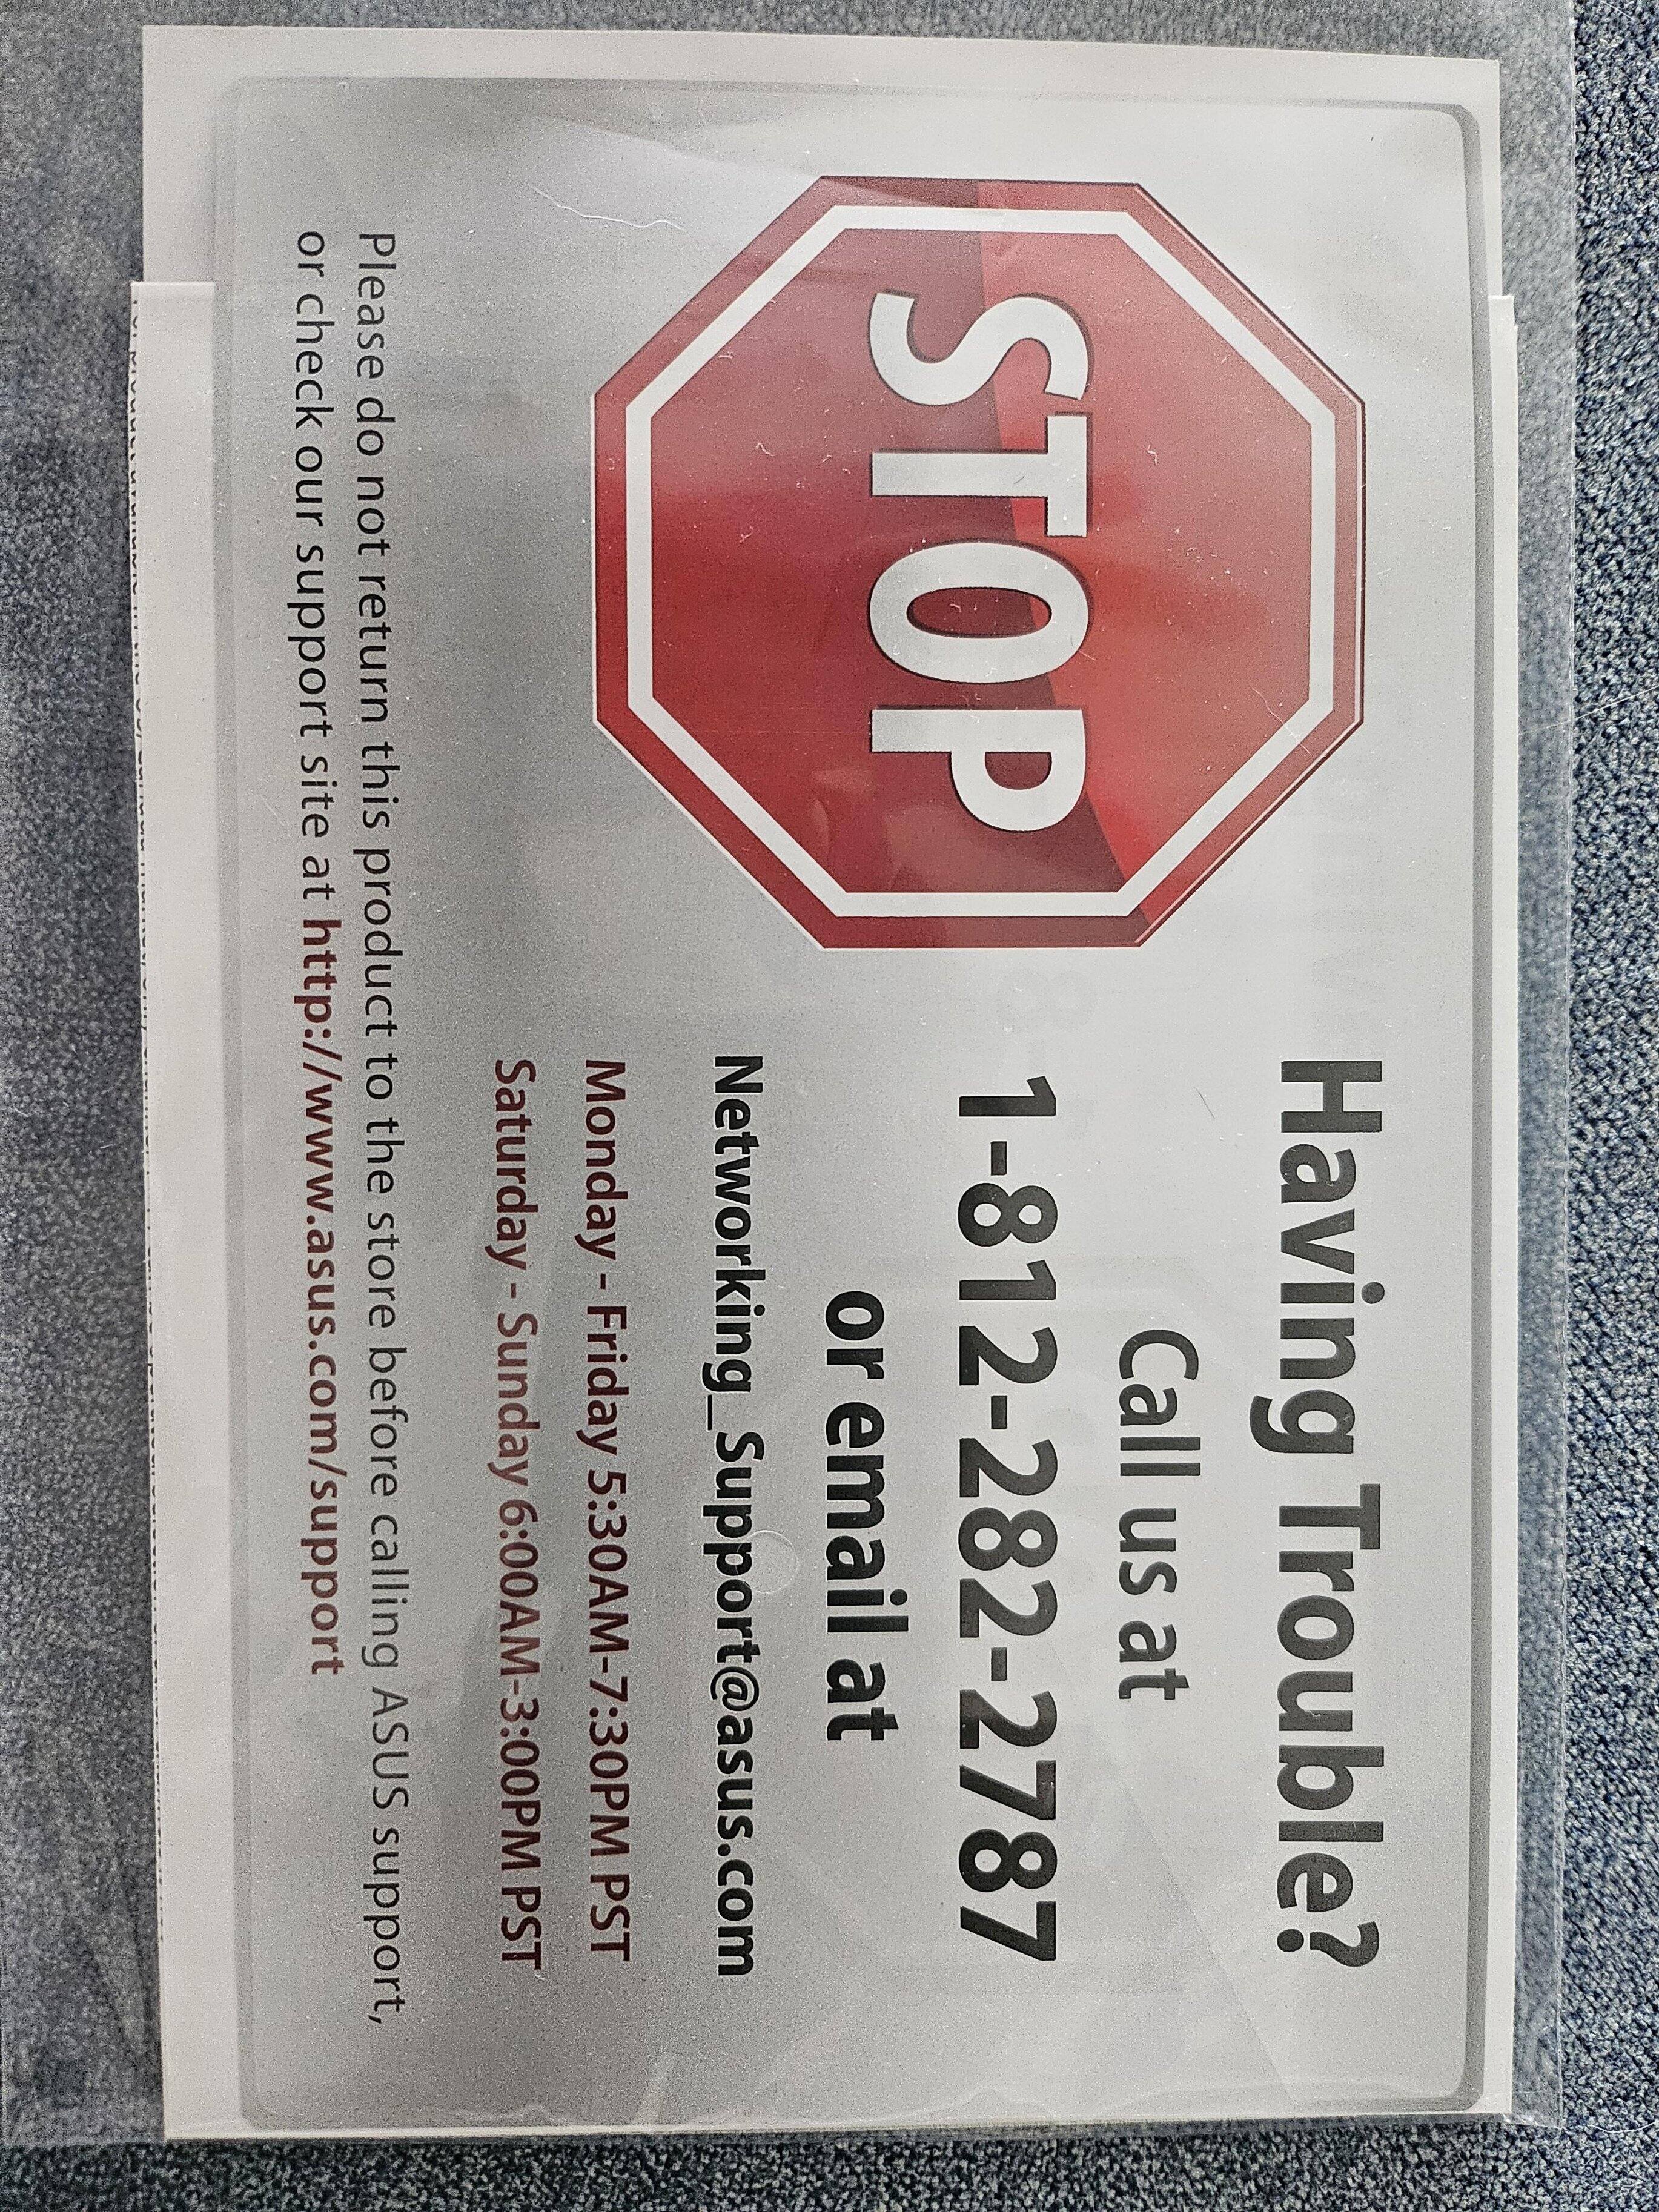 STOP
Having Trouble?
Call us at
1-812-282-2787
or email at
Networking_Support@asus.com
Monday - Friday 5:30AM-7:30PM PST
Saturday - Sunday 6:00AM-3:00PM PST
Please do not return this product to the store before calling ASUS support,
or check our support site at http://www.asus.com/support